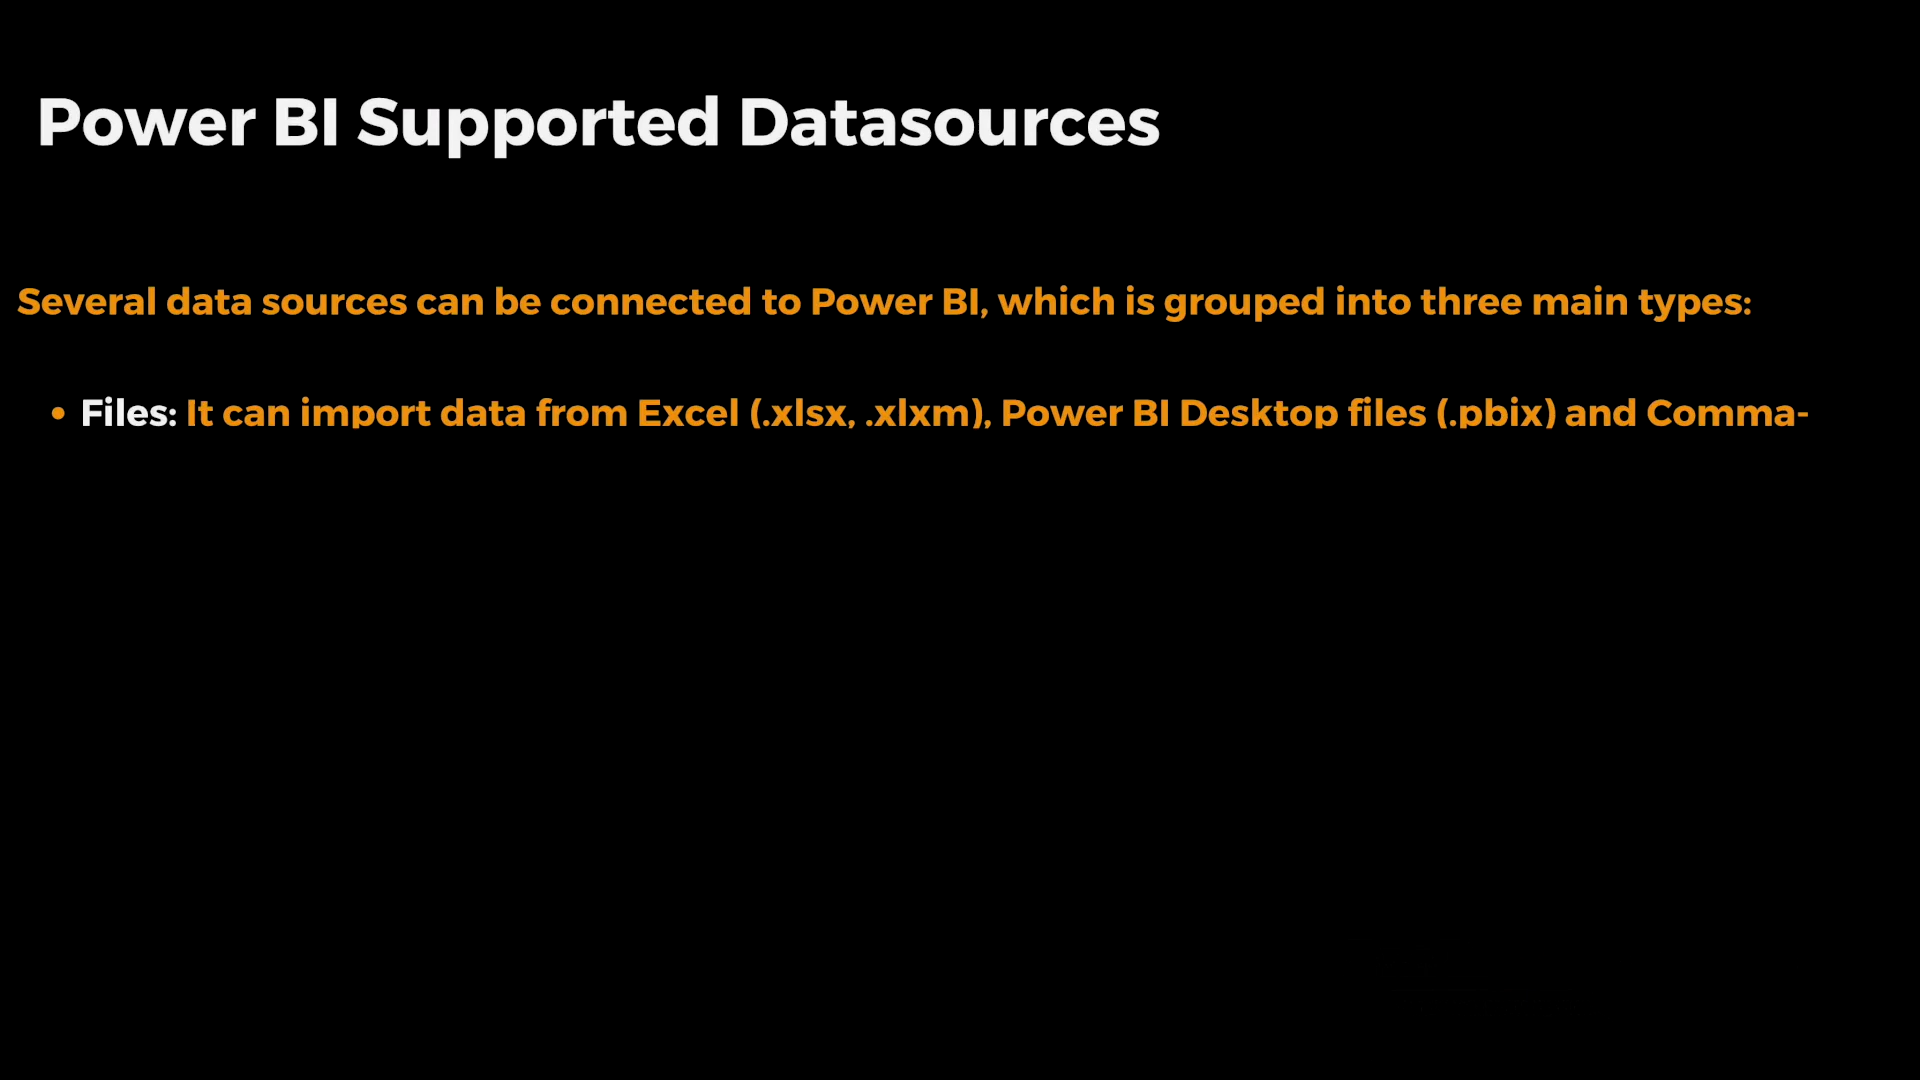 Power BI Supported Datasources
Several data sources can be connected to Power BI, which is grouped into three main types:
• Files: It can import data from Excel (.xlsx, .xlxm), Power BI Desktop files (.pbix) and Comma-